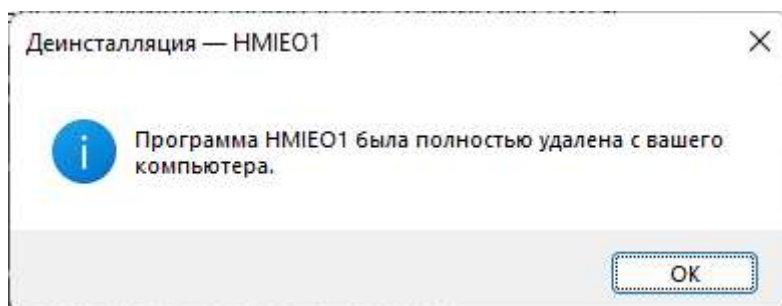 Деинсталляция — HMIEO1
Программа HMIEO1 была полностью удалена с вашего
компьютера.
OK